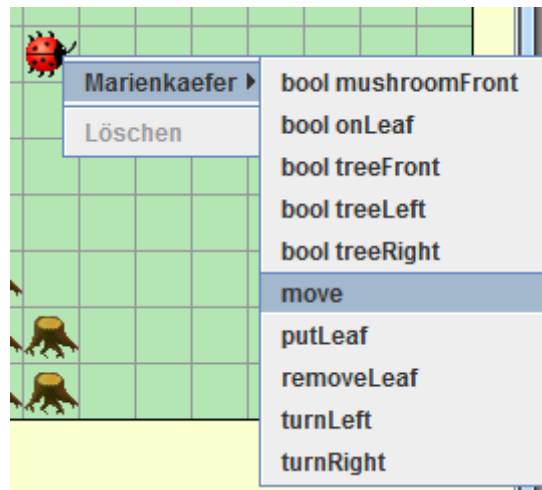 Marienkaefer
Löschen
bool mushroomFront
bool onLeaf
bool treeFront
bool treeLeft
bool treeRight
move
putLeaf
removeLeaf
turnLeft
turnRight